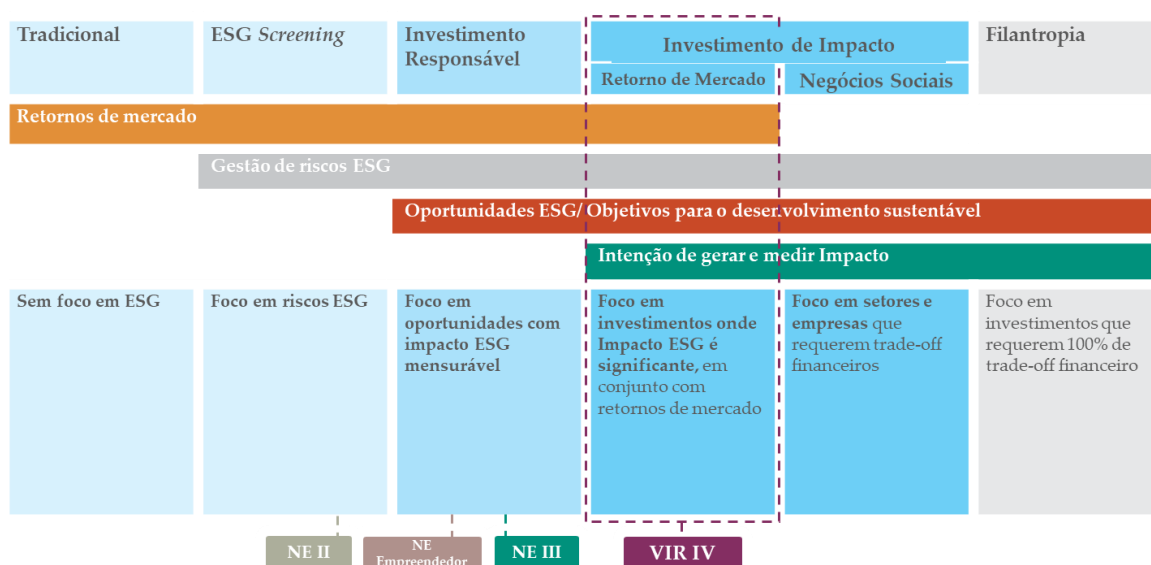 Tradicional
ESG Screening
Investimento
Responsável
Investimento de Impacto
Retorno de Mercado
Negócios Sociais
Filantropia
Retornos de mercado
Gestão de riscos ESG
Oportunidades ESG/Objetivos para o desenvolvimento sustentável
Intenção de gerar e medir Impacto
Sem foco em ESG
Foco em riscos ESG
Foco em
oportunidades com
impacto ESG
mensurável
Foco em
investimentos onde
Impacto ESG é
significante, em
conjunto com
retornos de mercado
Foco em setores e
empresas que
requerem trade-off
financeiros
Foco em
investimentos que
requerem 100% de
trade-off financeiro
NE II
NE
Empreendedor
NE III
VIR IV